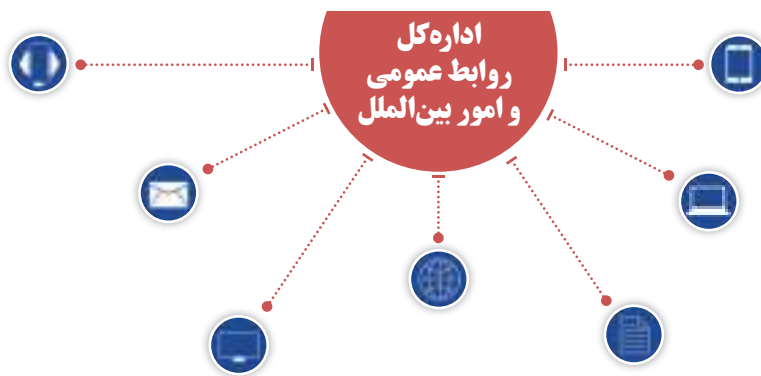 اداره‌کل
روابط عمومی
و امور بین‌الملل